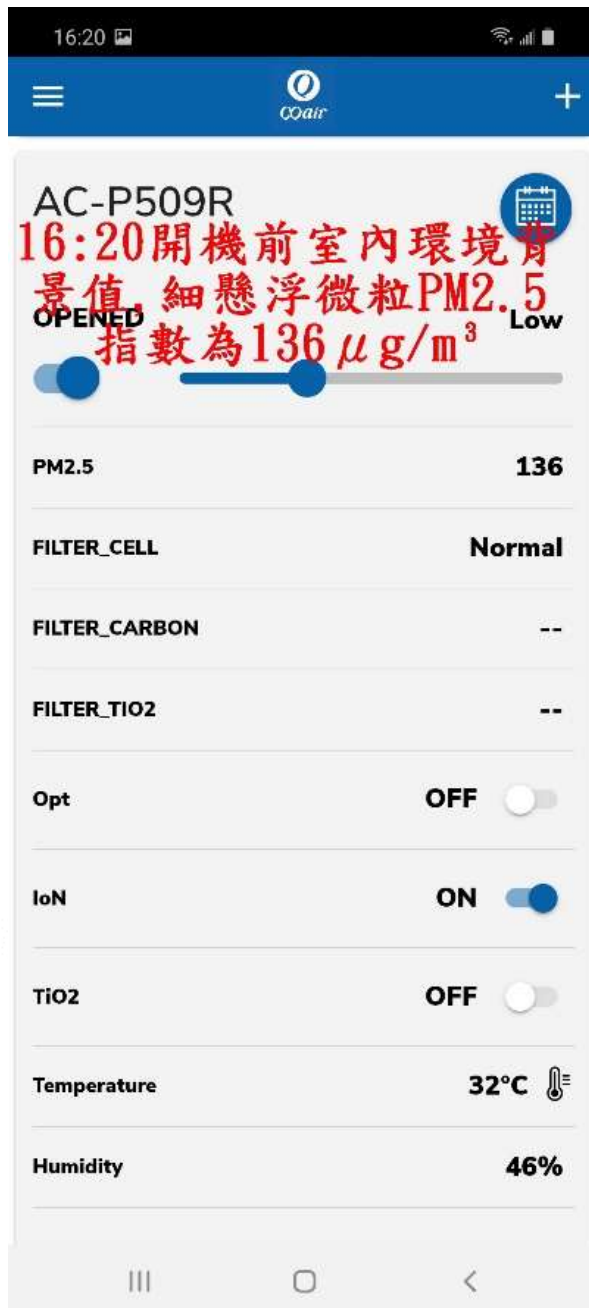 16:20
COair
AC-P509R
16:20開機前室內環境背
景值,細懸浮微粒PM2.5
指數為136μg/m³
OPENED Low
PM2.5 136
FILTER_CELL Normal
FILTER_CARBON --
FILTER_TIO2 --
Opt OFF
IoN ON
TiO2 OFF
Temperature 32°C
Humidity 46%